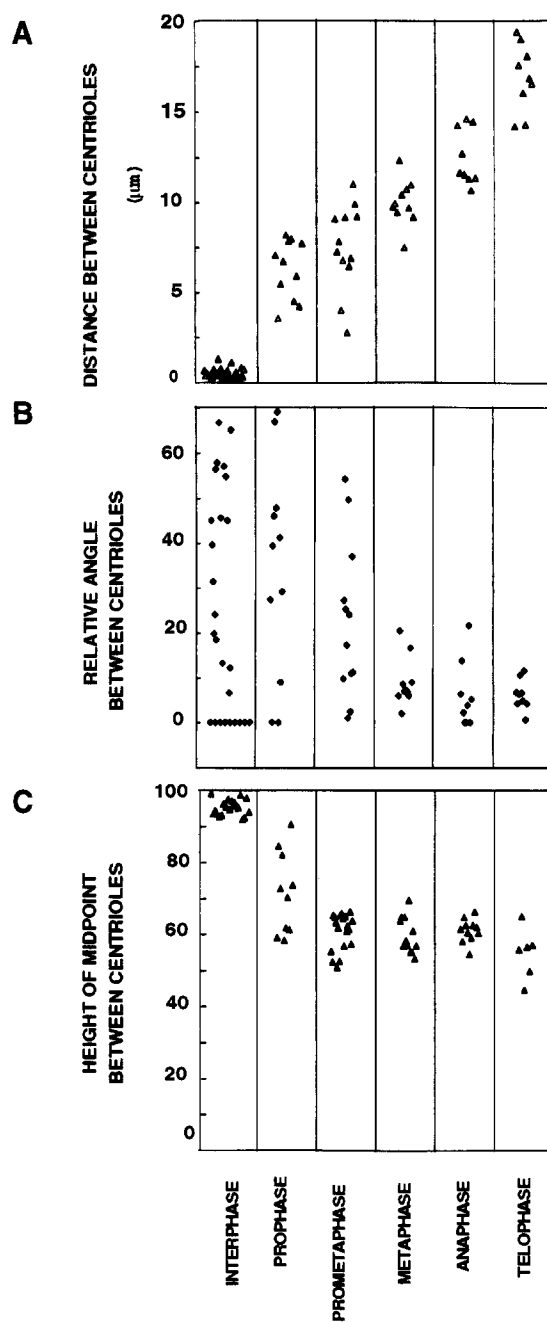 A
DISTANCE BETWEEN CENTRIOLES
(μm)
20
15
10
5
0
B
RELATIVE ANGLE
BETWEEN CENTRIOLES
60
40
20
0
C
HEIGHT OF MIDPOINT
BETWEEN CENTRIOLES
100
80
60
40
20
0
INTERPHASE
PROPHASE
PROMETAPHASE
METAPHASE
ANAPHASE
TELOPHASE